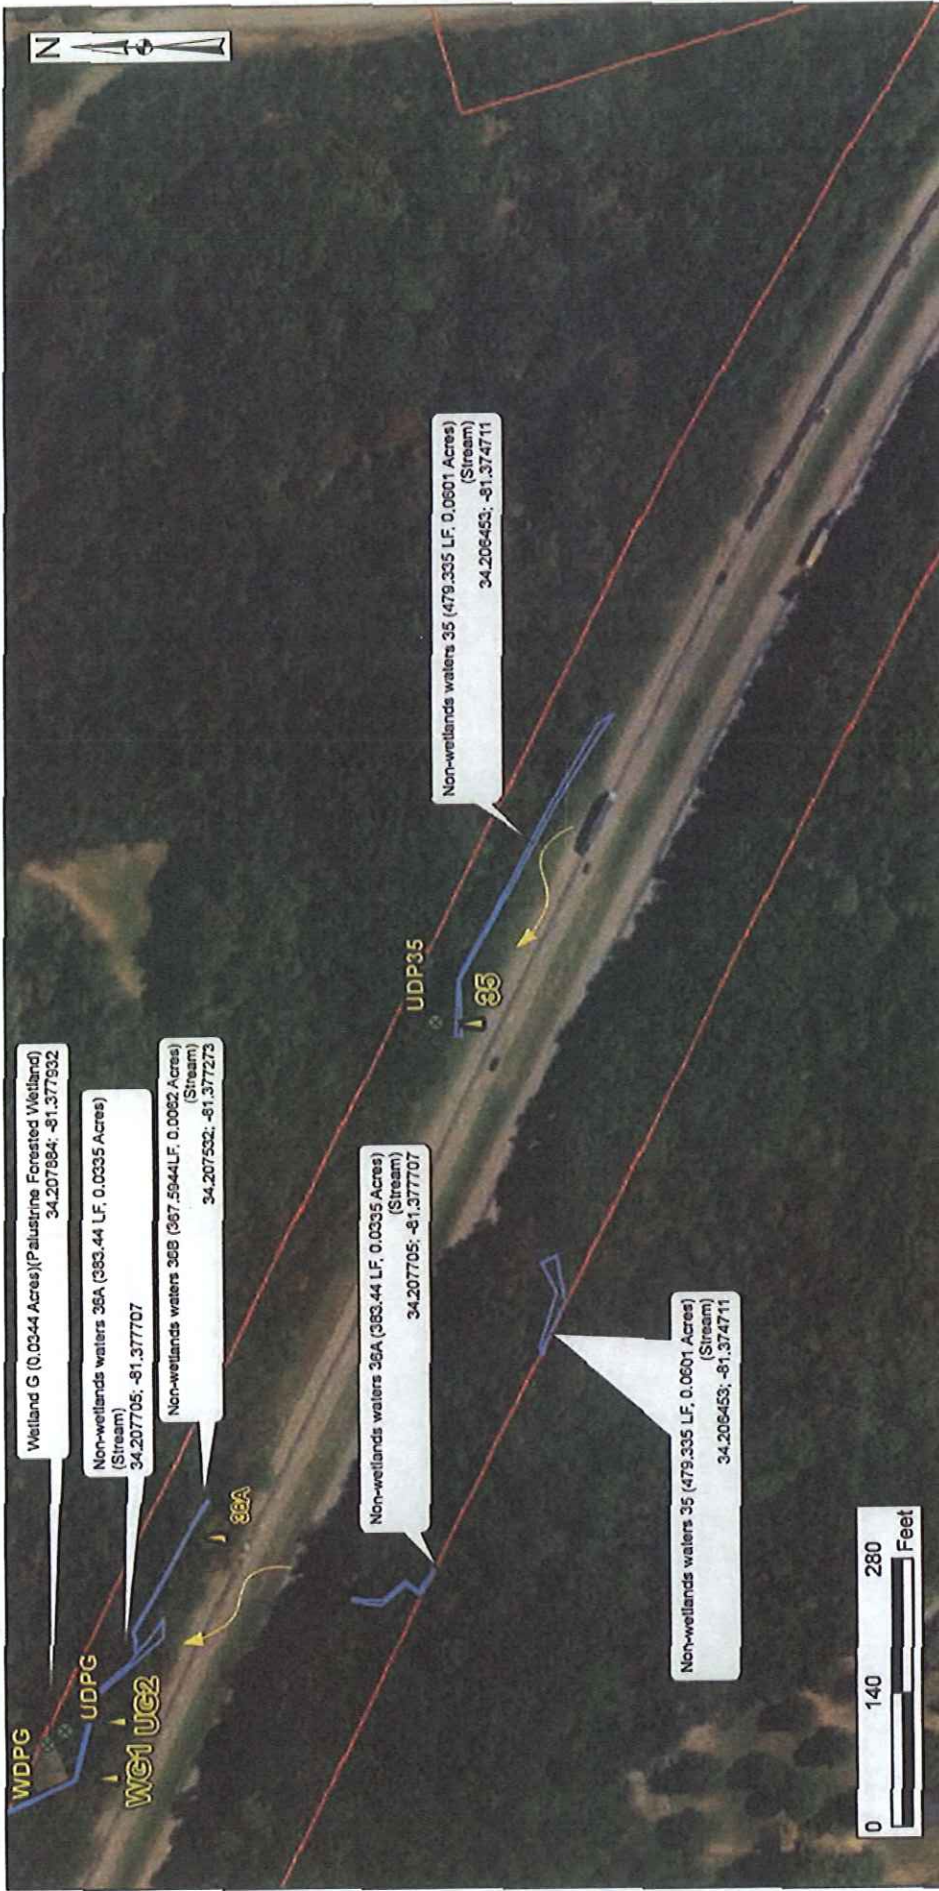 N
WDPG
UDPG
WG1 UG2
Wetland G (0.0344 Acres)(Palustrine Forested Wetland)
34.207884; -81.377932
Non-wetlands waters 36A (383.44 LF, 0.0335 Acres)
(Stream)
34.207705; -81.377707
Non-wetlands waters 36B (367.5944LF, 0.0062 Acres)
(Stream)
34.207532; -81.377273
36A
Non-wetlands waters 36A (383.44 LF, 0.0335 Acres)
(Stream)
34.207705; -81.377707
UDP35
35
Non-wetlands waters 35 (479.335 LF, 0.0601 Acres)
(Stream)
34.206453; -81.374711
Non-wetlands waters 35 (479.335 LF, 0.0601 Acres)
(Stream)
34.206453; -81.374711
0 140 280
Feet